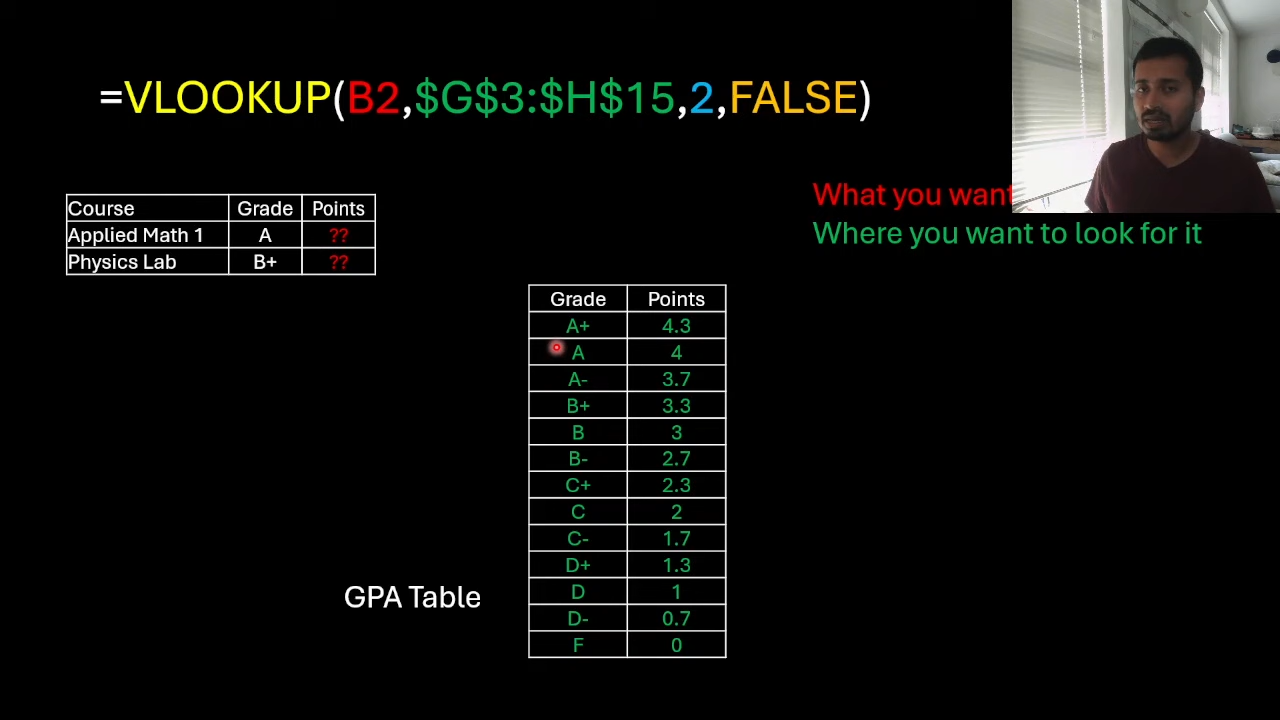 =VLOOKUP(B2,$G$3:$H$15,2,FALSE)
Course Grade Points
Applied Math 1 A ??
Physics Lab B+ ??
What you want
Where you want to look for it
Grade Points
A+ 4.3
A 4
A- 3.7
B+ 3.3
B 3
B- 2.7
C+ 2.3
C 2
C- 1.7
D+ 1.3
D 1
D- 0.7
F 0
GPA Table